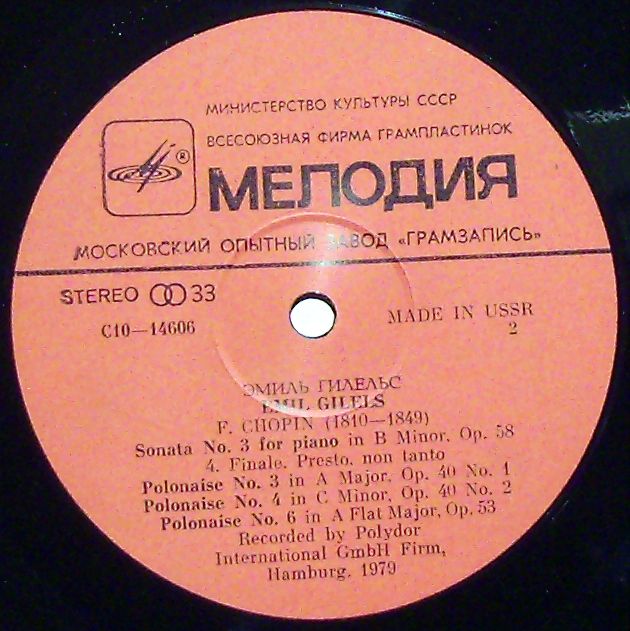 МИНИСТЕРСТВО КУЛЬТУРЫ СССР
ВСЕСОЮЗНАЯ ФИРМА ГРАМПЛАСТИНОК
®
МЕЛОДИЯ
МОСКОВСКИЙ ОПЫТНЫЙ ЗАВОД «ГРАМЗАПИСЬ»
STEREO 33
MADE IN USSR
С10—14606
2
ЭМИЛЬ ГИЛЕЛЬС
EMIL GILELS
F. CHOPIN (1810—1849)
Sonata No. 3 for piano in B Minor, Op. 58
4. Finale. Presto, non tanto
Polonaise No. 3 in A Major, Op. 40 No. 1
Polonaise No. 4 in C Minor, Op. 40 No. 2
Polonaise No. 6 in A Flat Major, Op. 53
Recorded by Polydor
International GmbH Firm,
Hamburg, 1979